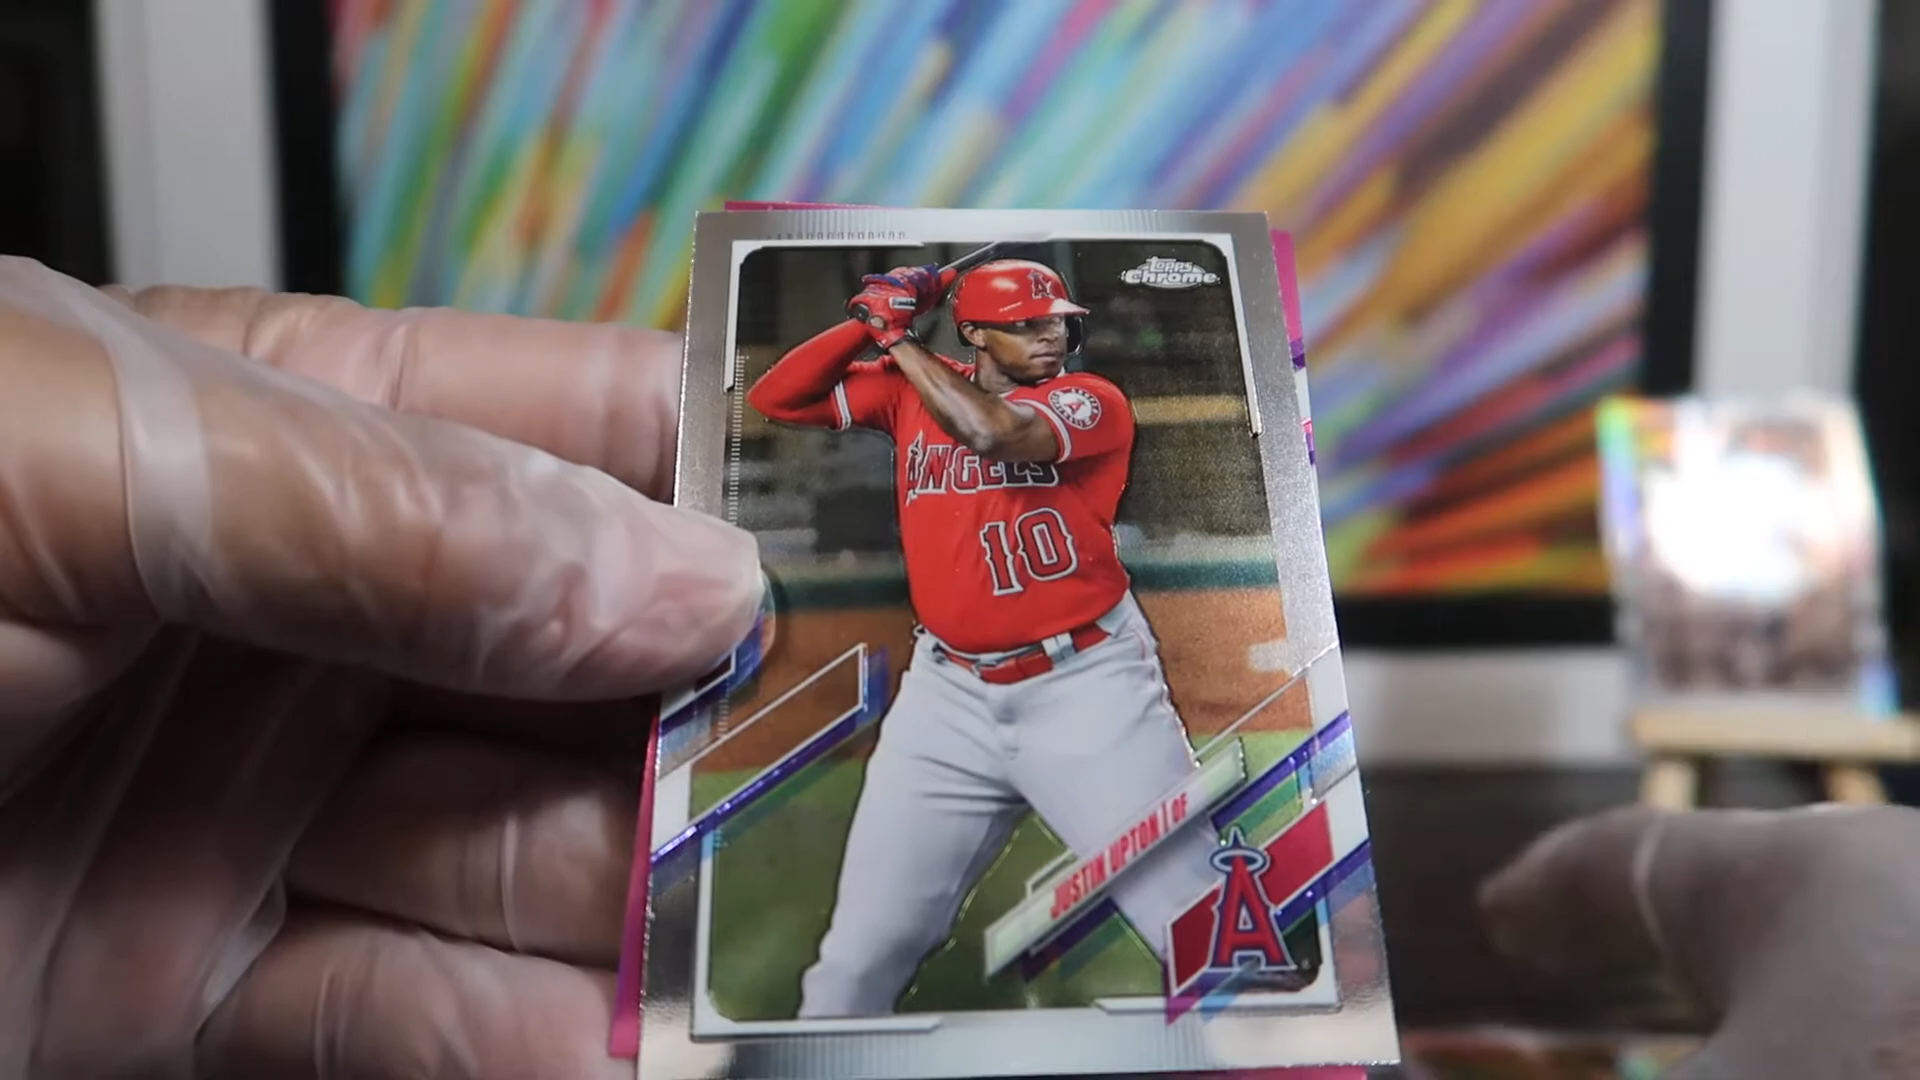 Topps
Chrome
A
ANGELS
10
JUSTIN UPTON | OF
A